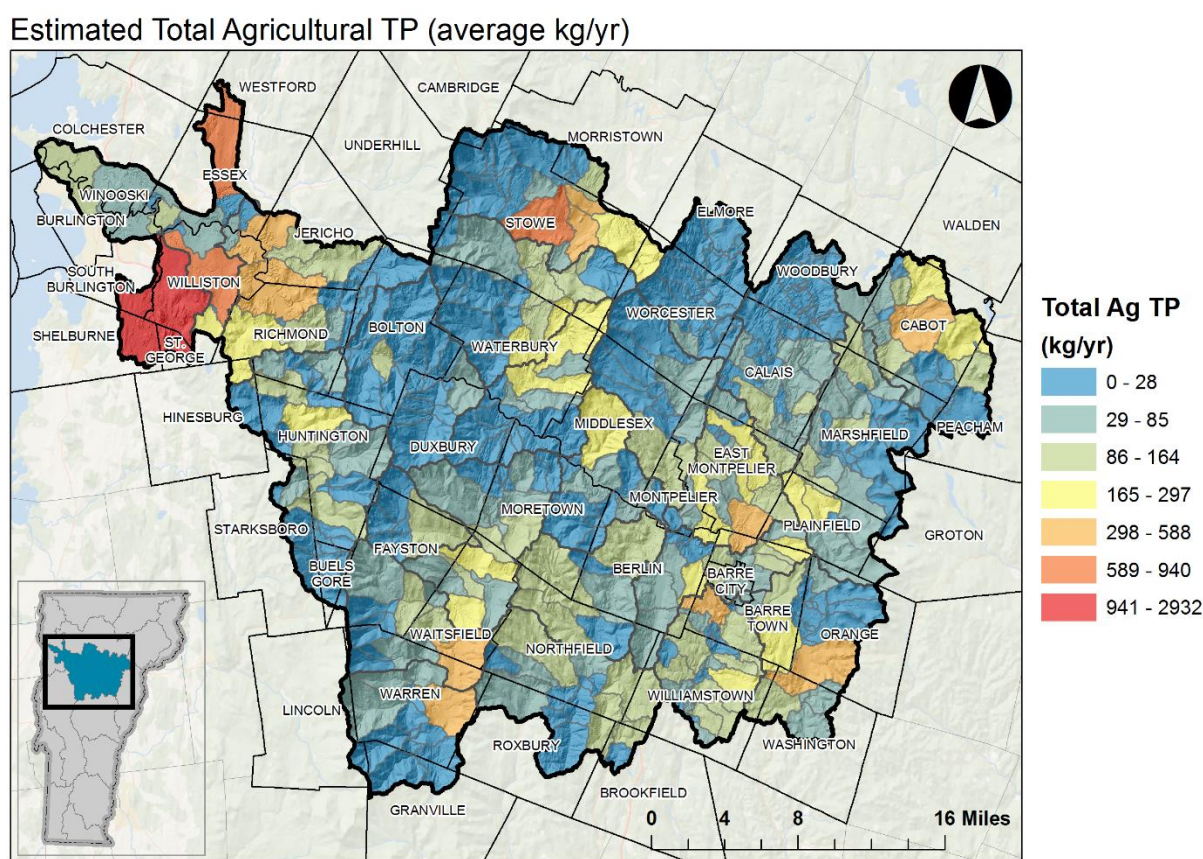 Estimated Total Agricultural TP (average kg/yr)
WESTFORD
CAMBRIDGE
MORRISTOWN
COLCHESTER
UNDERHILL
ESSEX
WINOOSKI
ELMORE
WALDEN
BURLINGTON
JERICHO
STOWE
SOUTH
BURLINGTON
WILLISTON
WOODBURY
WORCESTER
CABOT
SHELBURNE
ST.
GEORGE
RICHMOND
BOLTON
WATERBURY
CALAIS
HINESBURG
HUNTINGTON
DUXBURY
MIDDLESEX
MARSHFIELD
PEACHAM
EAST
MONTPELIER
MONTPELIER
STARKSBORO
MORETOWN
PLAINFIELD
GROTON
FAYSTON
BUELS
GORE
BERLIN
BARRE
CITY
BARRE
TOWN
WAITSFIELD
NORTHFIELD
ORANGE
LINCOLN
WARREN
WILLIAMSTOWN
ROXBURY
WASHINGTON
BROOKFIELD
GRANVILLE
0 4 8 16 Miles
Total Ag TP
(kg/yr)
0 - 28
29 - 85
86 - 164
165 - 297
298 - 588
589 - 940
941 - 2932